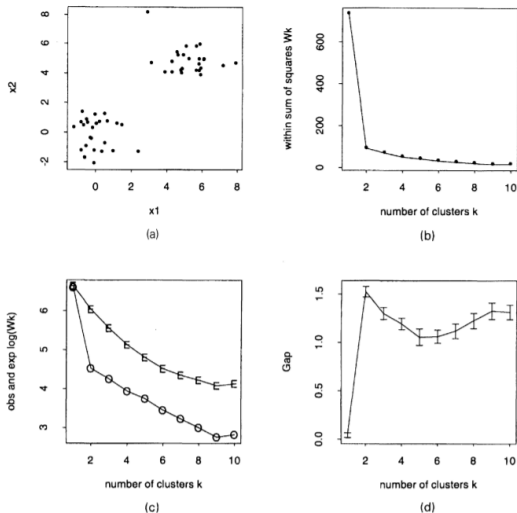 8
6
4
2
0
-2
x2
0 2 4 6 8
x1
(a)
600
400
200
0
within sum of squares Wk
2 4 6 8 10
number of clusters k
(b)
6
5
4
3
obs and exp log(Wk)
E E E E E E E E E E
O O O O O O O O O O
2 4 6 8 10
number of clusters k
(c)
1.5
1.0
0.5
0.0
Gap
2 4 6 8 10
number of clusters k
(d)